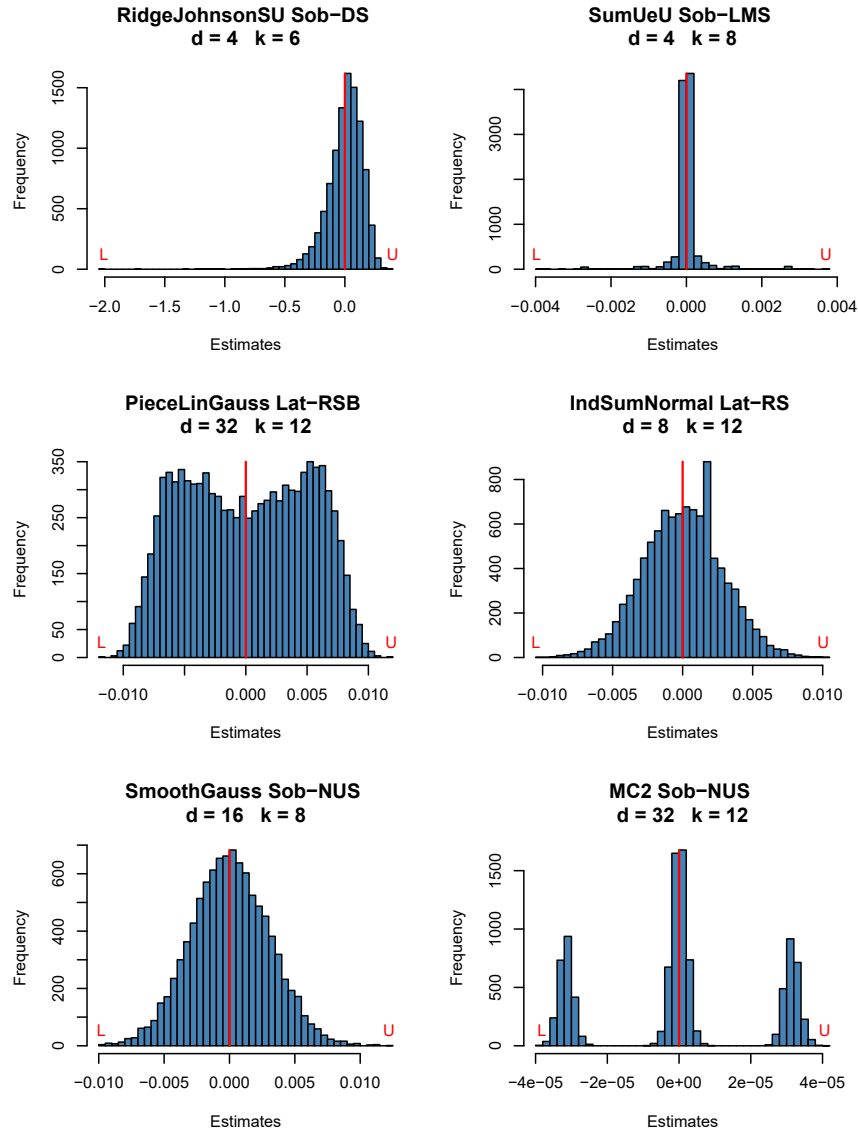 RidgeJohnsonSU Sob−DS
d = 4 k = 6
Frequency
0
500
1000
1500
L
U
−2.0
−1.5
−1.0
−0.5
0.0
Estimates
SumUeU Sob−LMS
d = 4 k = 8
Frequency
0
1000
3000
L
U
−0.004
−0.002
0.000
0.002
0.004
Estimates
PieceLinGauss Lat−RSB
d = 32 k = 12
Frequency
0
50
150
250
350
L
U
−0.010
0.000
0.005
0.010
Estimates
IndSumNormal Lat−RS
d = 8 k = 12
Frequency
0
200
400
600
800
L
U
−0.010
−0.005
0.000
0.005
0.010
Estimates
SmoothGauss Sob−NUS
d = 16 k = 8
Frequency
0
200
400
600
L
U
−0.010
−0.005
0.000
0.005
0.010
Estimates
MC2 Sob−NUS
d = 32 k = 12
Frequency
0
500
1000
1500
L
U
−4e−05
−2e−05
0e+00
2e−05
4e−05
Estimates